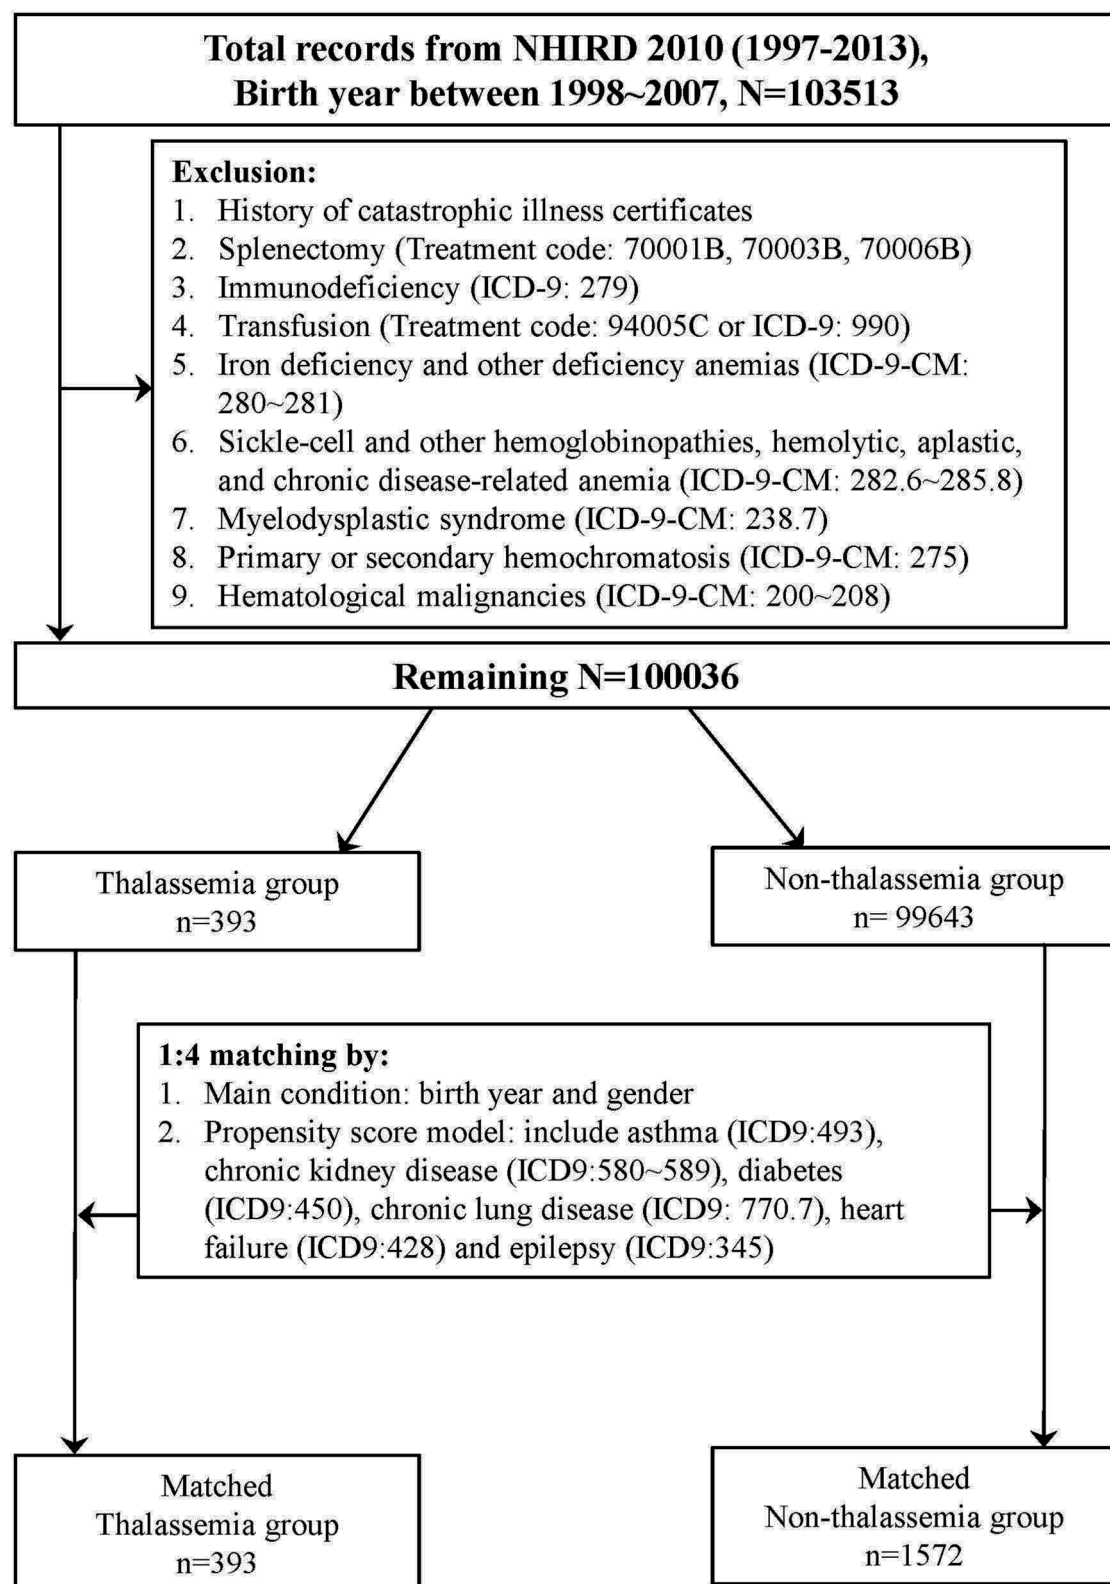 Total records from NHIRD 2010 (1997-2013),
Birth year between 1998~2007, N=103513
Exclusion:
1. History of catastrophic illness certificates
2. Splenectomy (Treatment code: 70001B, 70003B, 70006B)
3. Immunodeficiency (ICD-9: 279)
4. Transfusion (Treatment code: 94005C or ICD-9: 990)
5. Iron deficiency and other deficiency anemias (ICD-9-CM:
280~281)
6. Sickle-cell and other hemoglobinopathies, hemolytic, aplastic,
and chronic disease-related anemia (ICD-9-CM: 282.6~285.8)
7. Myelodysplastic syndrome (ICD-9-CM: 238.7)
8. Primary or secondary hemochromatosis (ICD-9-CM: 275)
9. Hematological malignancies (ICD-9-CM: 200~208)
Remaining N=100036
Thalassemia group
n=393
Non-thalassemia group
n= 99643
1:4 matching by:
1. Main condition: birth year and gender
2. Propensity score model: include asthma (ICD9:493),
chronic kidney disease (ICD9:580~589), diabetes
(ICD9:450), chronic lung disease (ICD9: 770.7), heart
failure (ICD9:428) and epilepsy (ICD9:345)
Matched
Thalassemia group
n=393
Matched
Non-thalassemia group
n=1572